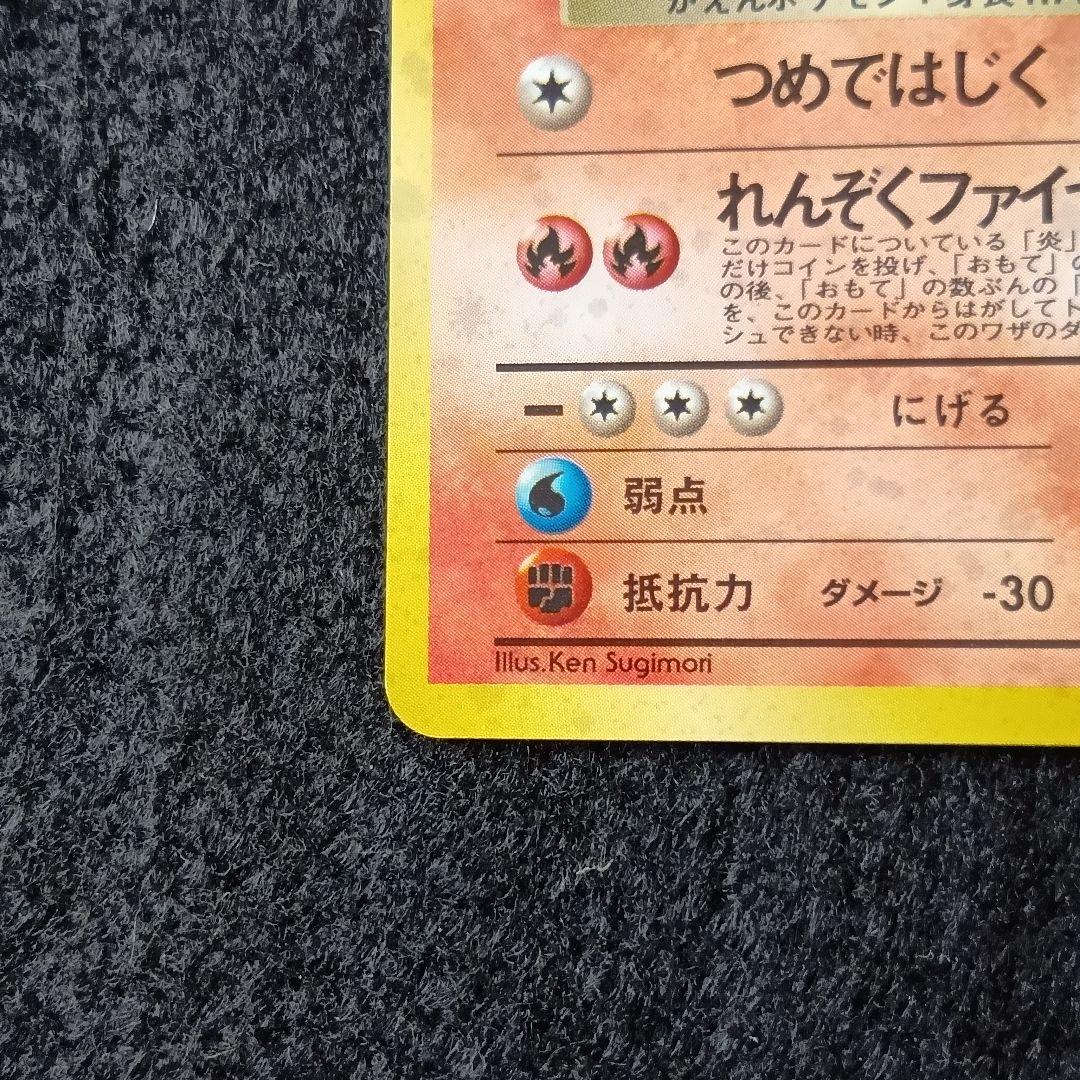 つめではじく
れんぞくファイ
このカードについている「炎」
だけコインを投げ、「おもて」の
の後、「おもて」の数ぶんの「
を、このカードからはがしてト
シュできない時、このワザのダ
にげる
弱点
抵抗力 ダメージ -30
Illus.Ken Sugimori